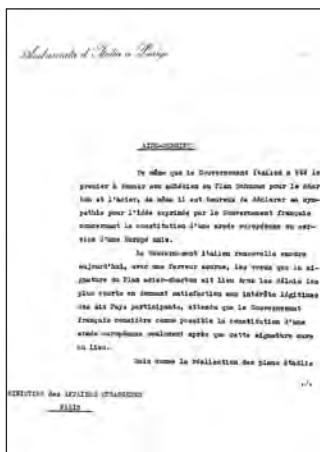 Ambasciata d'Italia a Parigi
AIDE-MEMOIRE
De même que le Gouvernement Italien a été le
premier à donner son adhésion au Plan Schuman pour le char-
bon et l'acier, de même il est heureux de déclarer sa sym-
pathie pour l'idée exprimée par le Gouvernement français
concernant la constitution d'une armée européenne au ser-
vice d'une Europe unie.
Le Gouvernement Italien renouvelle encore
aujourd'hui, avec une ferveur accrue, les voeux que la si-
gnature du Plan acier-charbon ait lieu dans les délais les
plus courts en donnant satisfaction aux intérêts légitimes
des six Pays participants, attendu que le Gouvernement
français considère comme possible la constitution d'une
armée européenne seulement après que cette signature aura
eu lieu.
Mais comme la réalisation des plans établis
./.
MINISTERE des AFFAIRES ETRANGERES
PARIS